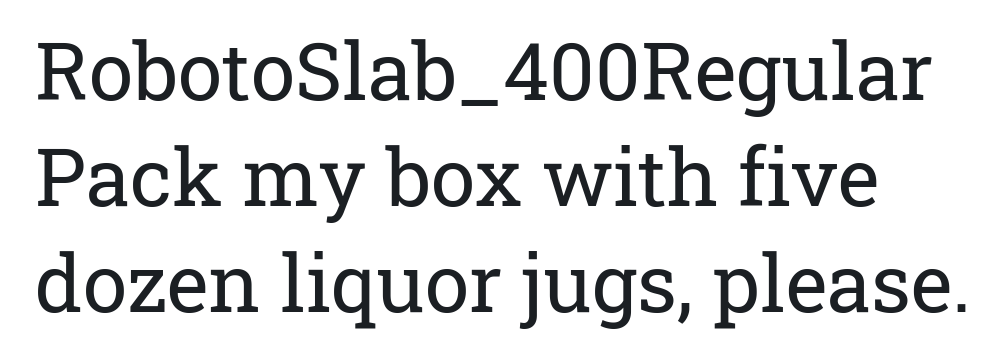 RobotoSlab_400Regular
Pack my box with five
dozen liquor jugs, please.